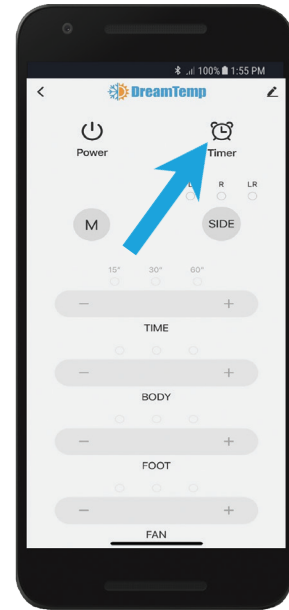 100% 1:55 PM
DreamTemp
Power
Timer
R LR
M
SIDE
15" 30" 60"
TIME
BODY
FOOT
FAN